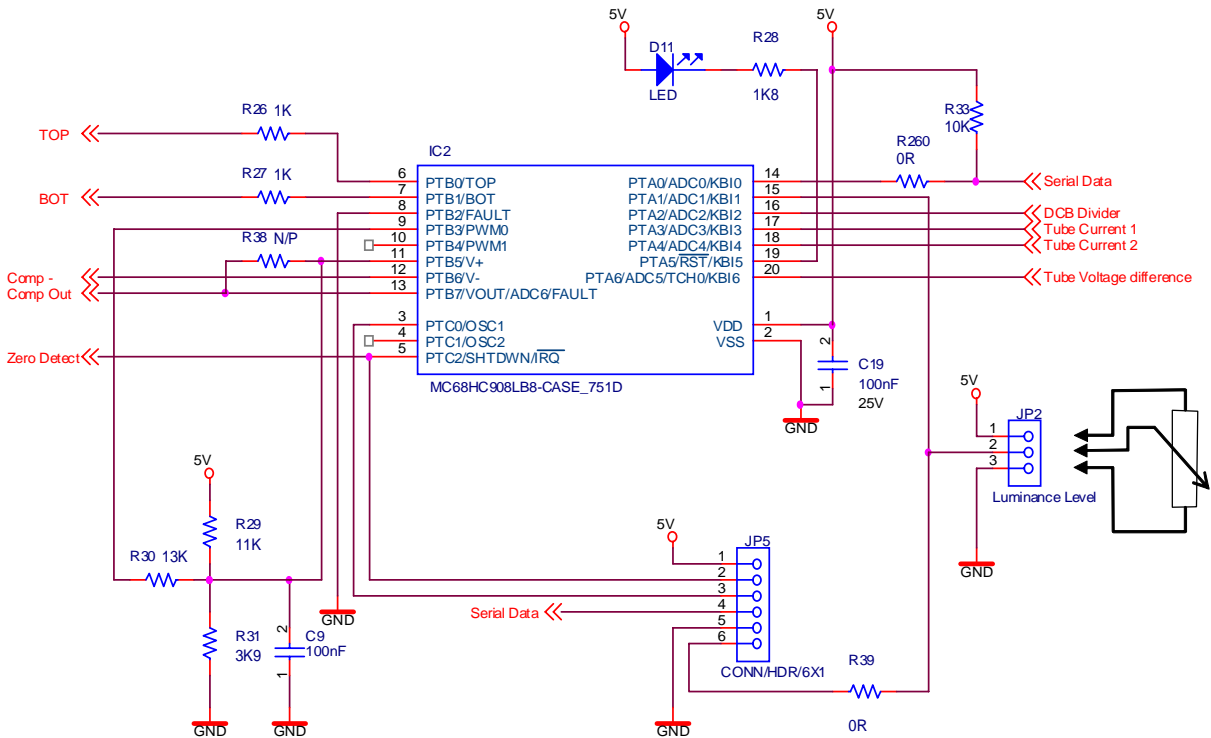 5V
5V
D11
LED
R28
1K8
R33
10K
R260
0R
R26 1K
TOP
R27 1K
BOT
R38 N/P
Comp -
Comp Out
Zero Detect
IC2
6 PTB0/TOP
7 PTB1/BOT
8 PTB2/FAULT
9 PTB3/PWM0
10 PTB4/PWM1
11 PTB5/V+
12 PTB6/V-
13 PTB7/VOUT/ADC6/FAULT
3 PTC0/OSC1
4 PTC1/OSC2
5 PTC2/SHTDWN/IRQ
PTA0/ADC0/KBI0 14
PTA1/ADC1/KBI1 15
PTA2/ADC2/KBI2 16
PTA3/ADC3/KBI3 17
PTA4/ADC4/KBI4 18
PTA5/RST/KBI5 19
PTA6/ADC5/TCH0/KBI6 20
VDD 1
VSS 2
MC68HC908LB8-CASE_751D
Serial Data
DCB Divider
Tube Current 1
Tube Current 2
Tube Voltage difference
2
1
C19
100nF
25V
GND
5V
JP2
1
2
3
Luminance Level
GND
5V
R29
11K
R30 13K
R31
3K9
2
1
C9
100nF
GND
GND
GND
5V
JP5
1
2
3
4
5
6
Serial Data
CONN/HDR/6X1
GND
R39
0R